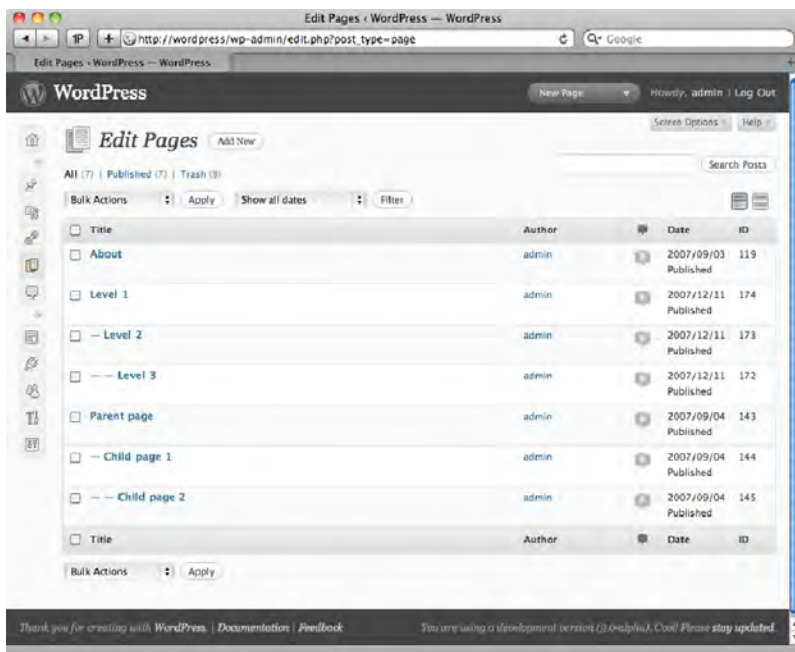 Edit Pages ‹ WordPress — WordPress
1P + http://wordpress/wp-admin/edit.php?post_type=page Google
Edit Pages ‹ WordPress — WordPress
WordPress New Page Howdy, admin | Log Out
Screen Options Help
Edit Pages Add New
Search Posts
All (7) | Published (7) | Trash
Bulk Actions Apply Show all dates Filter
Title Author Date ID
About admin 2007/09/03 119
Published
Level 1 admin 2007/12/11 174
Published
— Level 2 admin 2007/12/11 173
Published
— — Level 3 admin 2007/12/11 172
Published
Parent page admin 2007/09/04 143
Published
— Child page 1 admin 2007/09/04 144
Published
— — Child page 2 admin 2007/09/04 145
Published
Title Author Date ID
Bulk Actions Apply
Thank you for creating with WordPress. | Documentation | Feedback You are using a development version (3.0-alpha). Cool! Please stay updated.